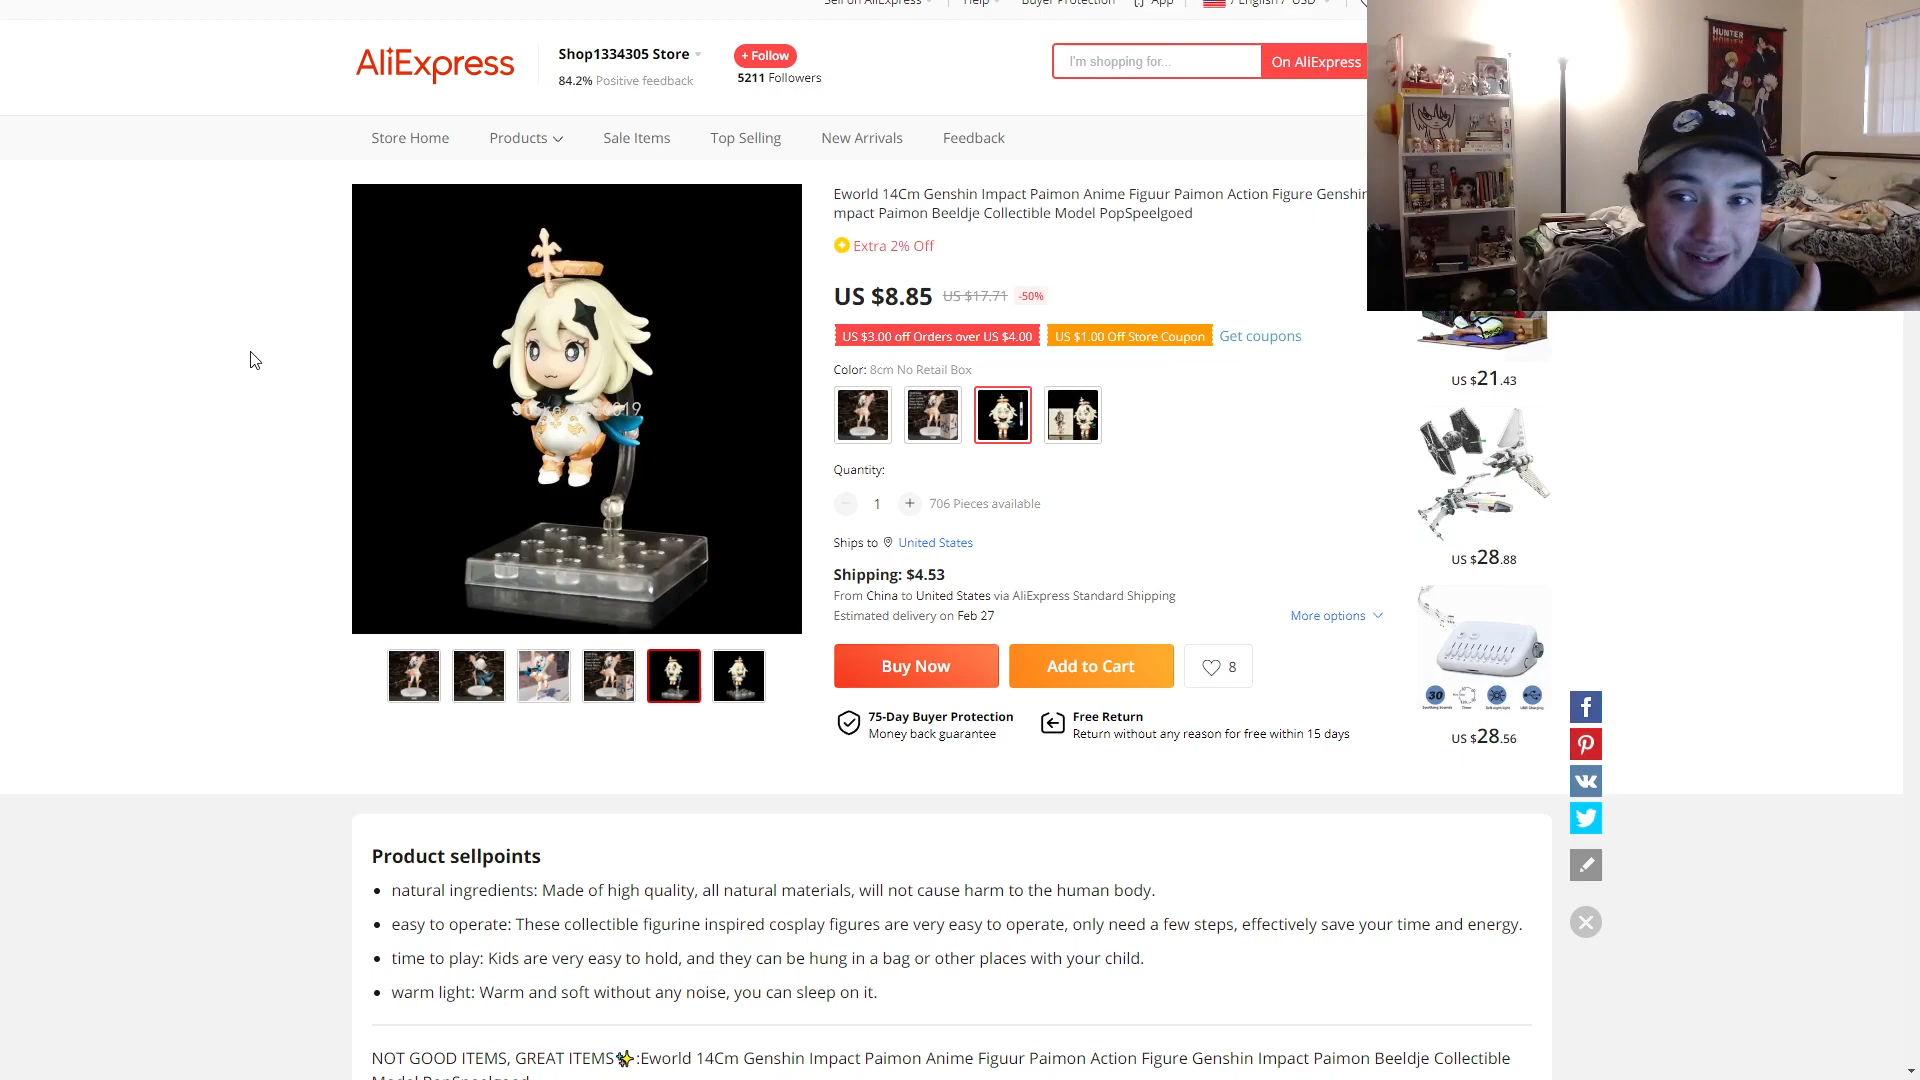 Sell on AliExpress
Help
Buyer Protection
App
/ English / USD
AliExpress
Shop1334305 Store
84.2% Positive feedback
+ Follow
5211 Followers
I'm shopping for...
On AliExpress
Store Home
Products
Sale Items
Top Selling
New Arrivals
Feedback
HUNTER
Eworld 14Cm Genshin Impact Paimon Anime Figuur Paimon Action Figure Genshin
mpact Paimon Beeldje Collectible Model PopSpeelgoed
Extra 2% Off
US $8.85 US $17.71 -50%
US $3.00 off Orders over US $4.00
US $1.00 Off Store Coupon
Get coupons
Color: 8cm No Retail Box
Quantity:
1
706 Pieces available
Ships to United States
Shipping: $4.53
From China to United States via AliExpress Standard Shipping
Estimated delivery on Feb 27
More options
Buy Now
Add to Cart
8
75-Day Buyer Protection
Money back guarantee
Free Return
Return without any reason for free within 15 days
US $21.43
US $28.88
30
US $28.56
Product sellpoints
natural ingredients: Made of high quality, all natural materials, will not cause harm to the human body.
easy to operate: These collectible figurine inspired cosplay figures are very easy to operate, only need a few steps, effectively save your time and energy.
time to play: Kids are very easy to hold, and they can be hung in a bag or other places with your child.
warm light: Warm and soft without any noise, you can sleep on it.
NOT GOOD ITEMS, GREAT ITEMS✨:Eworld 14Cm Genshin Impact Paimon Anime Figuur Paimon Action Figure Genshin Impact Paimon Beeldje Collectible
Model PopSpeelgoed